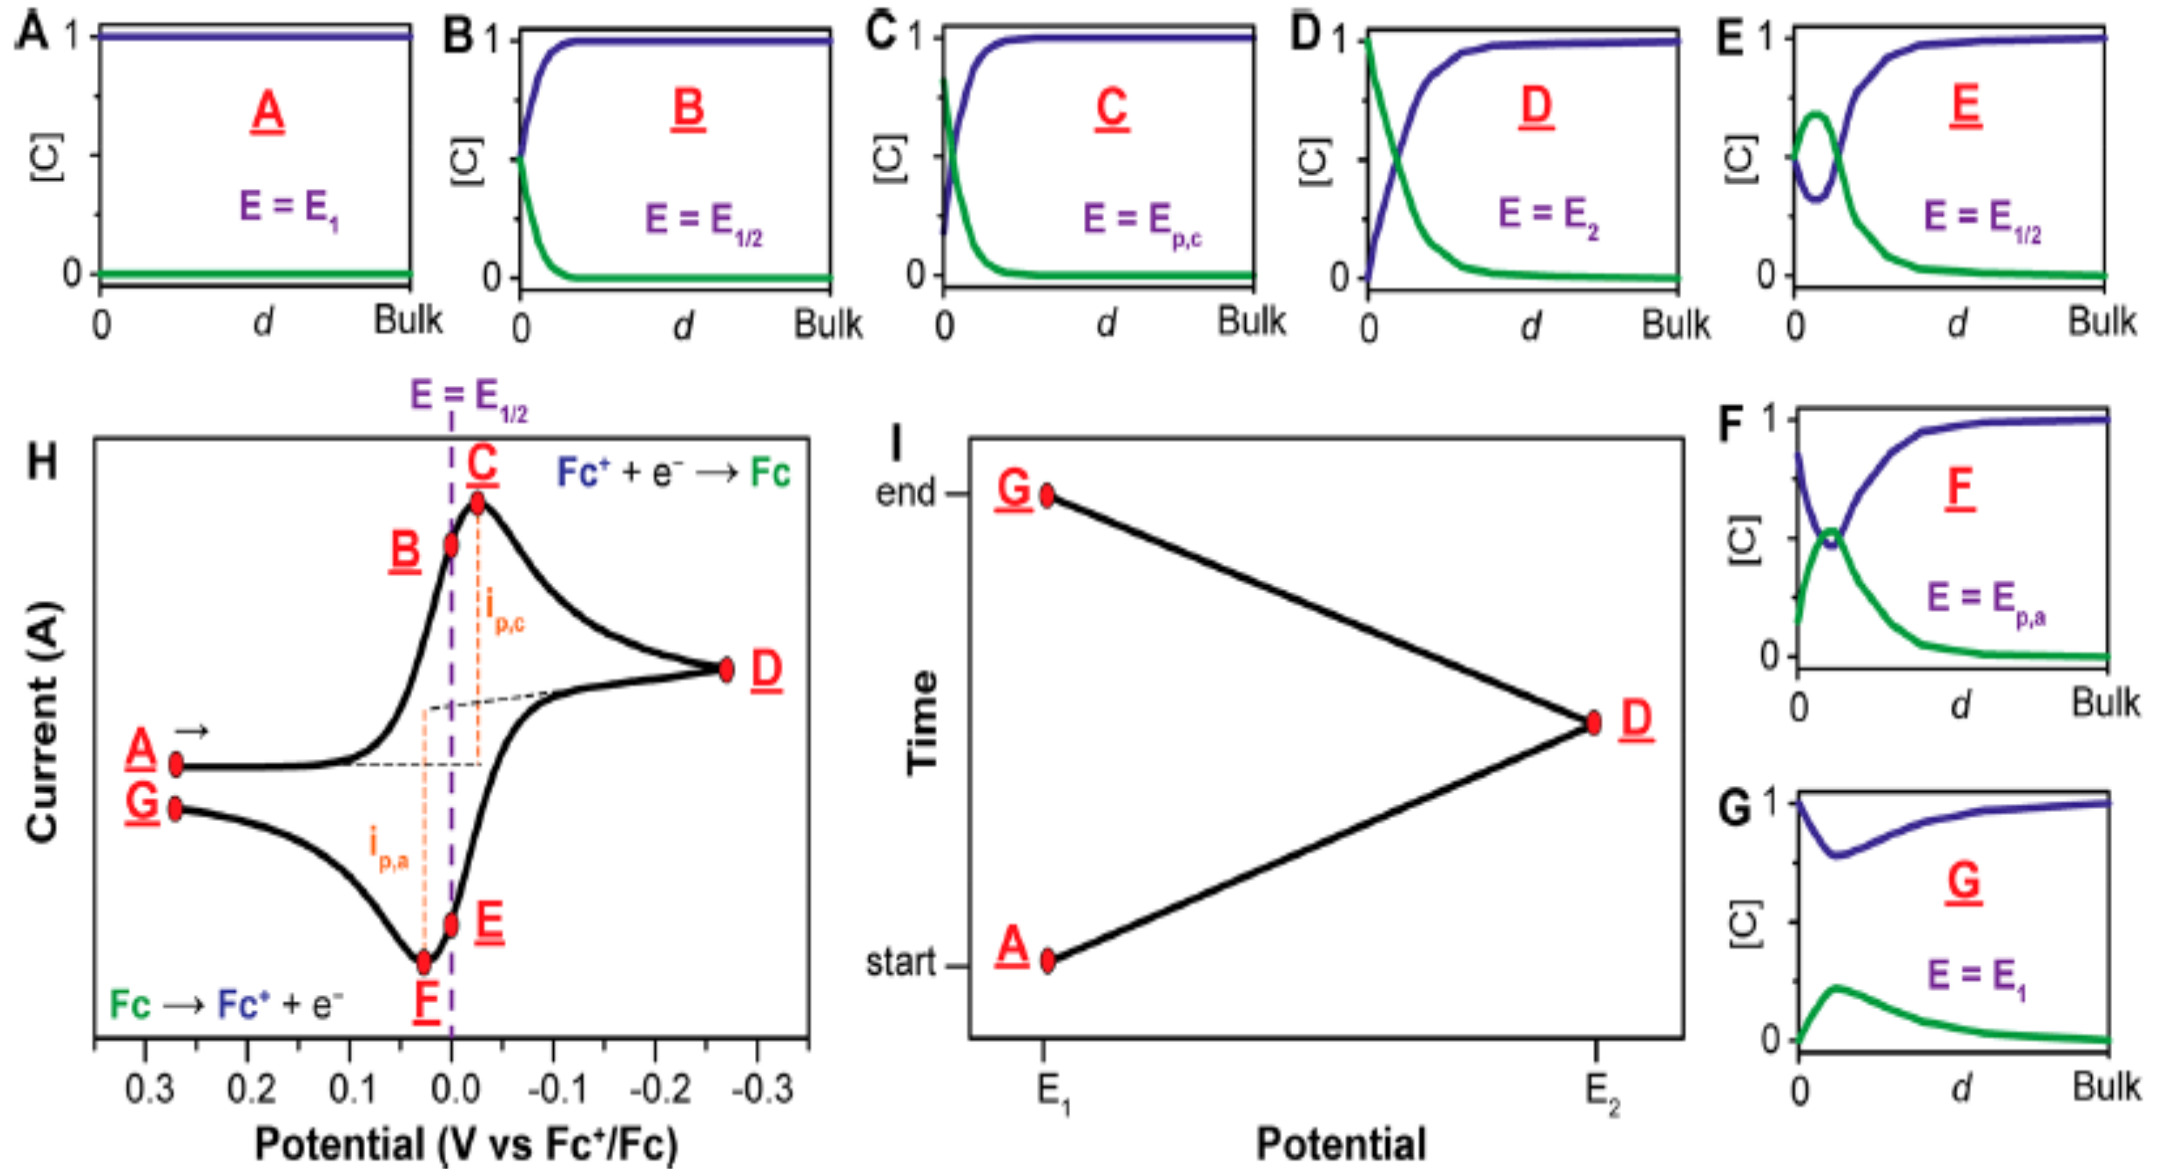 A
1
[C]
0
A
E = E1
0 d Bulk
B
1
[C]
0
B
E = E1/2
0 d Bulk
C
1
[C]
0
C
E = Ep,c
0 d Bulk
D
1
[C]
0
D
E = E2
0 d Bulk
E
1
[C]
0
E
E = E1/2
0 d Bulk
E = E1/2
H
Fc+ + e− → Fc
C
B
ip,c
D
A →
G
ip,a
E
F
Fc → Fc+ + e−
Current (A)
0.3 0.2 0.1 0.0 -0.1 -0.2 -0.3
Potential (V vs Fc+/Fc)
I
end
G
D
Time
start
A
E1 E2
Potential
F
1
[C]
0
F
E = Ep,a
0 d Bulk
G
1
[C]
0
G
E = E1
0 d Bulk